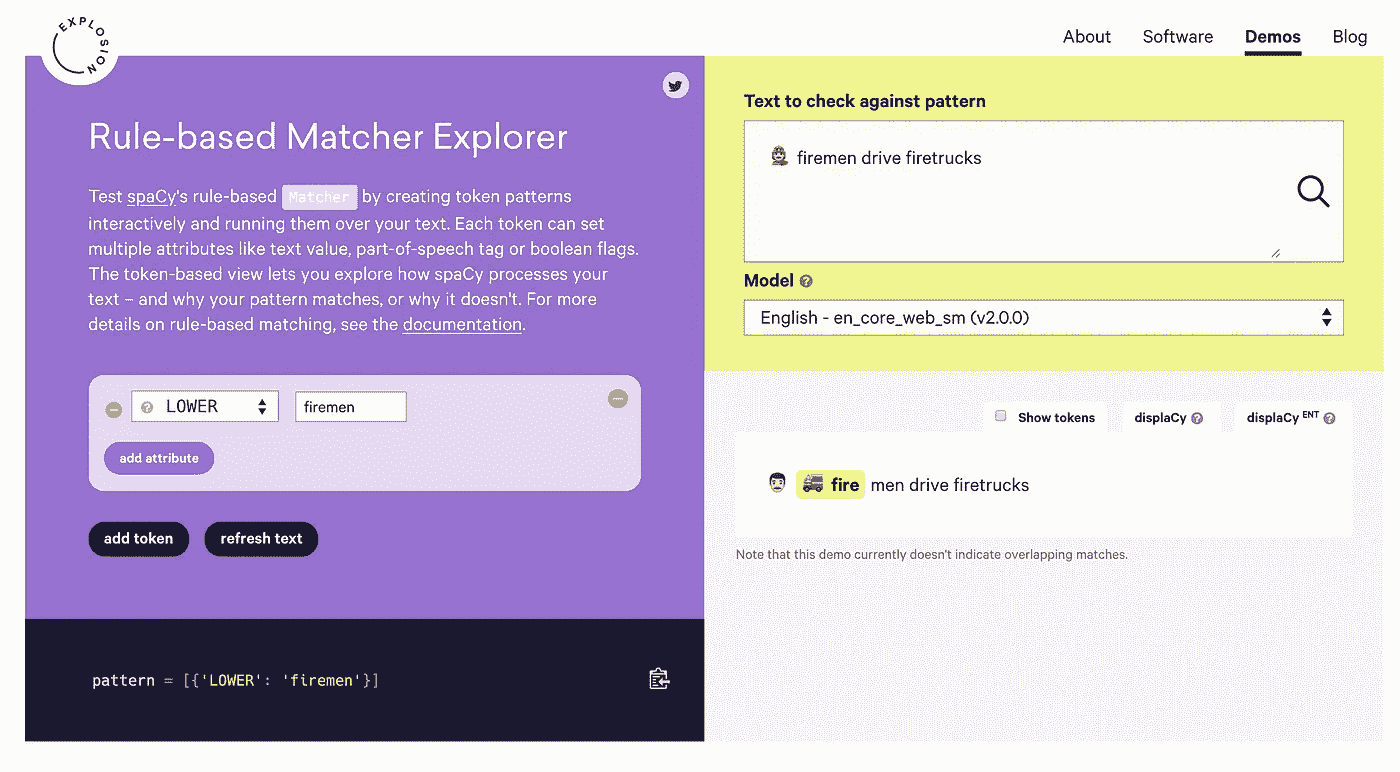 EXPLOSION
About Software Demos Blog
Rule-based Matcher Explorer
Test spaCy's rule-based Matcher by creating token patterns
interactively and running them over your text. Each token can set
multiple attributes like text value, part-of-speech tag or boolean flags.
The token-based view lets you explore how spaCy processes your
text – and why your pattern matches, or why it doesn't. For more
details on rule-based matching, see the documentation.
LOWER firemen
add attribute
add token refresh text
pattern = [{'LOWER': 'firemen'}]
Text to check against pattern
firemen drive firetrucks
Model ?
English - en_core_web_sm (v2.0.0)
Show tokens displaCy ? displaCy ENT ?
fire men drive firetrucks
Note that this demo currently doesn't indicate overlapping matches.